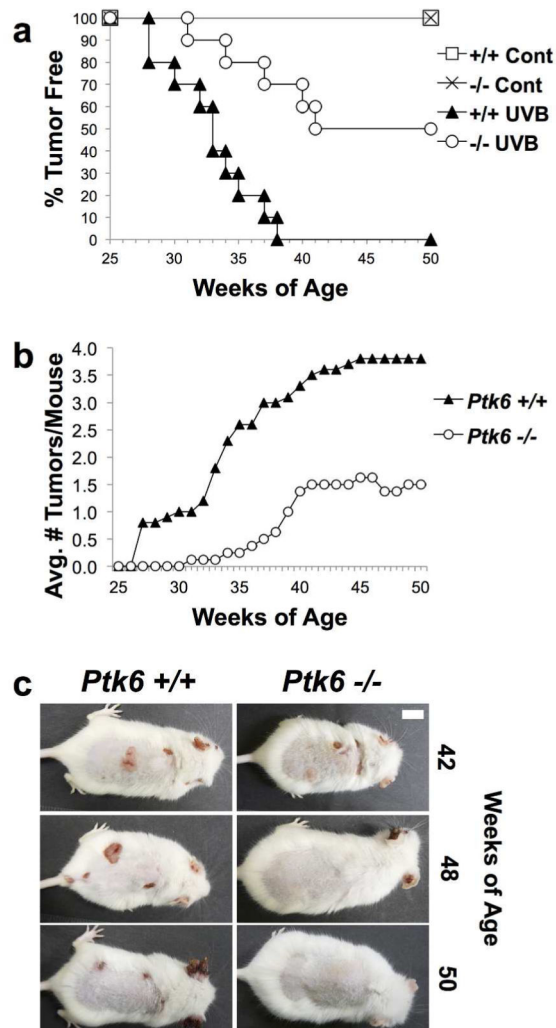 a
100
90
80
70
60
50
40
30
20
10
0
% Tumor Free
25 30 35 40 45 50
Weeks of Age
+/+ Cont
-/- Cont
+/+ UVB
-/- UVB
b
4.0
3.5
3.0
2.5
2.0
1.5
1.0
0.5
0.0
Avg. # Tumors/Mouse
25 30 35 40 45 50
Weeks of Age
Ptk6 +/+
Ptk6 -/-
c
Ptk6 +/+ Ptk6 -/-
42
48
50
Weeks of Age